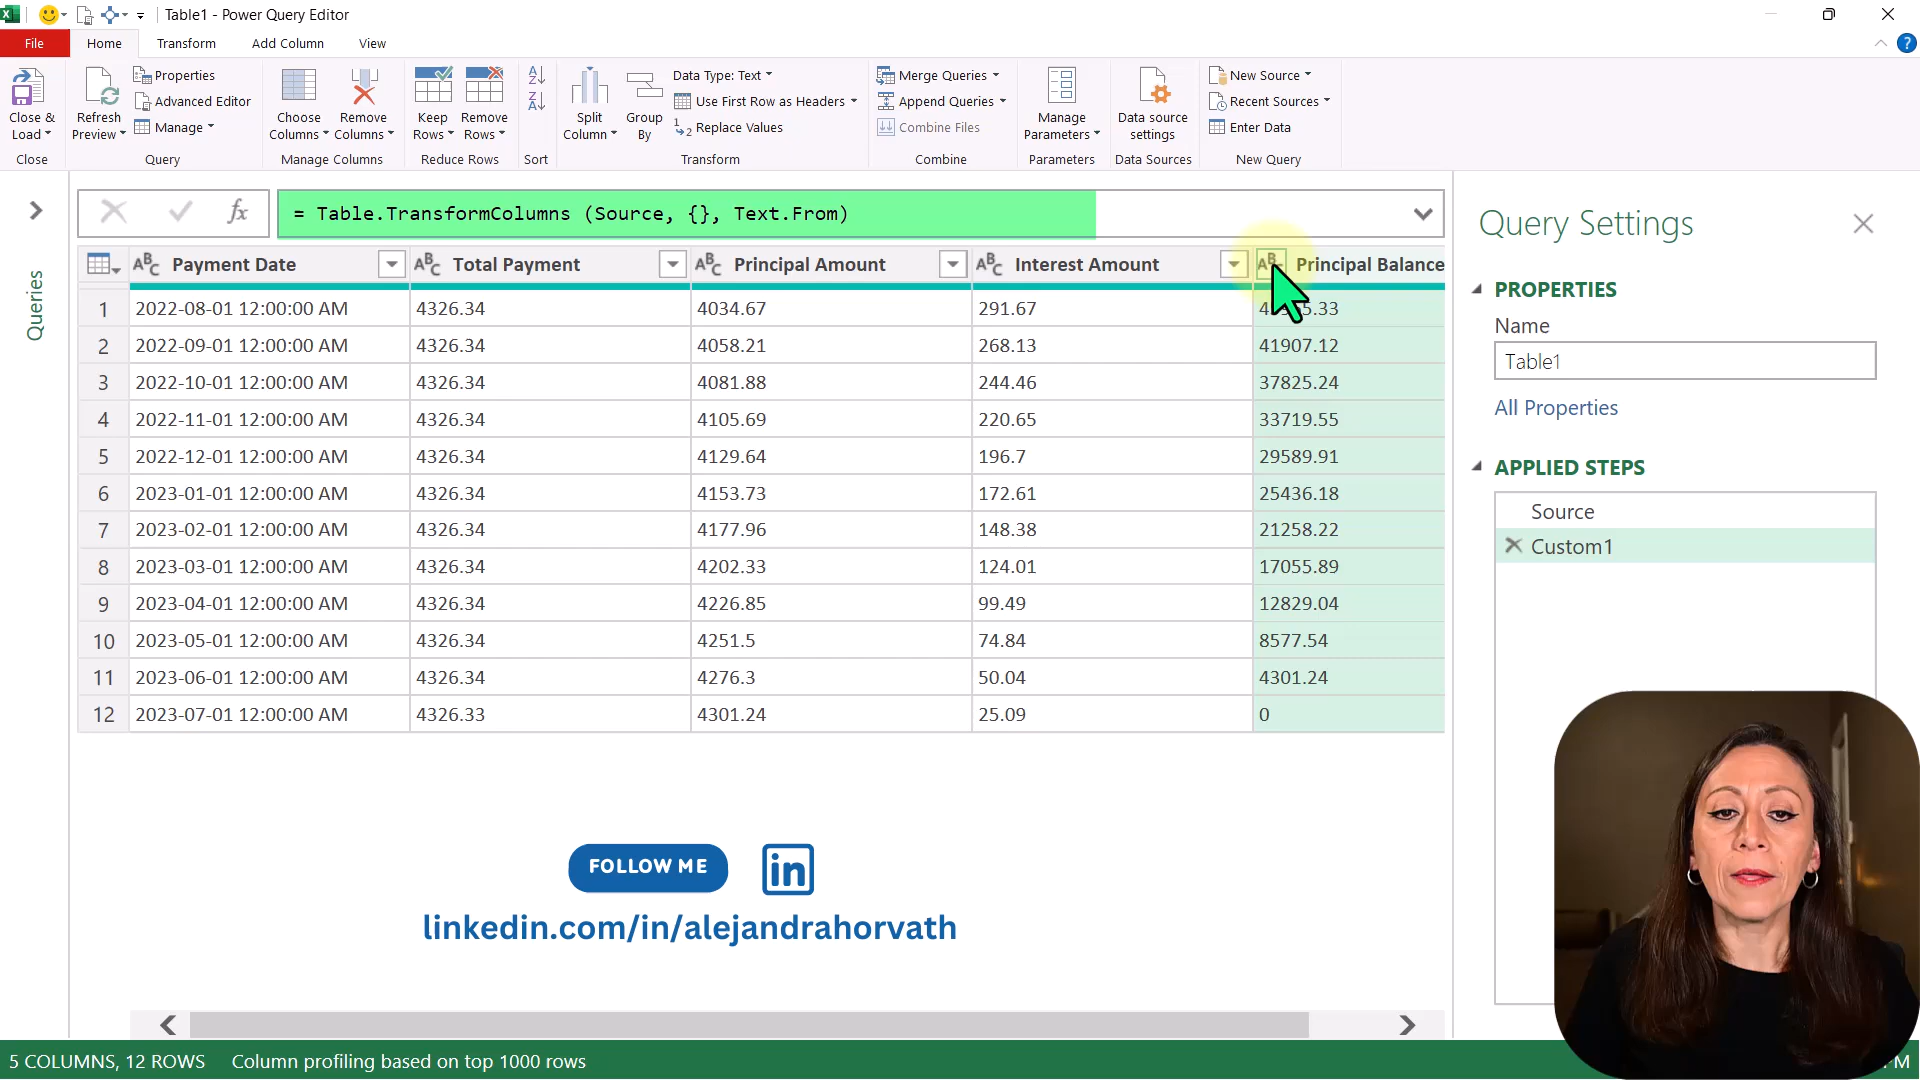 Table1 - Power Query Editor
File Home Transform Add Column View
Close & Load
Close
Refresh Preview
Properties
Advanced Editor
Manage
Query
Choose Columns
Remove Columns
Manage Columns
Keep Rows
Remove Rows
Reduce Rows
Sort
Split Column
Group By
Data Type: Text
Use First Row as Headers
Replace Values
Transform
Merge Queries
Append Queries
Combine Files
Combine
Manage Parameters
Parameters
Data source settings
Data Sources
New Source
Recent Sources
Enter Data
New Query
Queries
fx = Table.TransformColumns (Source, {}, Text.From)
Payment Date Total Payment Principal Amount Interest Amount Principal Balance
1 2022-08-01 12:00:00 AM 4326.34 4034.67 291.67
2 2022-09-01 12:00:00 AM 4326.34 4058.21 268.13 41907.12
3 2022-10-01 12:00:00 AM 4326.34 4081.88 244.46 37825.24
4 2022-11-01 12:00:00 AM 4326.34 4105.69 220.65 33719.55
5 2022-12-01 12:00:00 AM 4326.34 4129.64 196.7 29589.91
6 2023-01-01 12:00:00 AM 4326.34 4153.73 172.61 25436.18
7 2023-02-01 12:00:00 AM 4326.34 4177.96 148.38 21258.22
8 2023-03-01 12:00:00 AM 4326.34 4202.33 124.01 17055.89
9 2023-04-01 12:00:00 AM 4326.34 4226.85 99.49 12829.04
10 2023-05-01 12:00:00 AM 4326.34 4251.5 74.84 8577.54
11 2023-06-01 12:00:00 AM 4326.34 4276.3 50.04 4301.24
12 2023-07-01 12:00:00 AM 4326.33 4301.24 25.09 0
Query Settings
PROPERTIES
Name
Table1
All Properties
APPLIED STEPS
Source
Custom1
FOLLOW ME in
linkedin.com/in/alejandrahorvath
5 COLUMNS, 12 ROWS Column profiling based on top 1000 rows